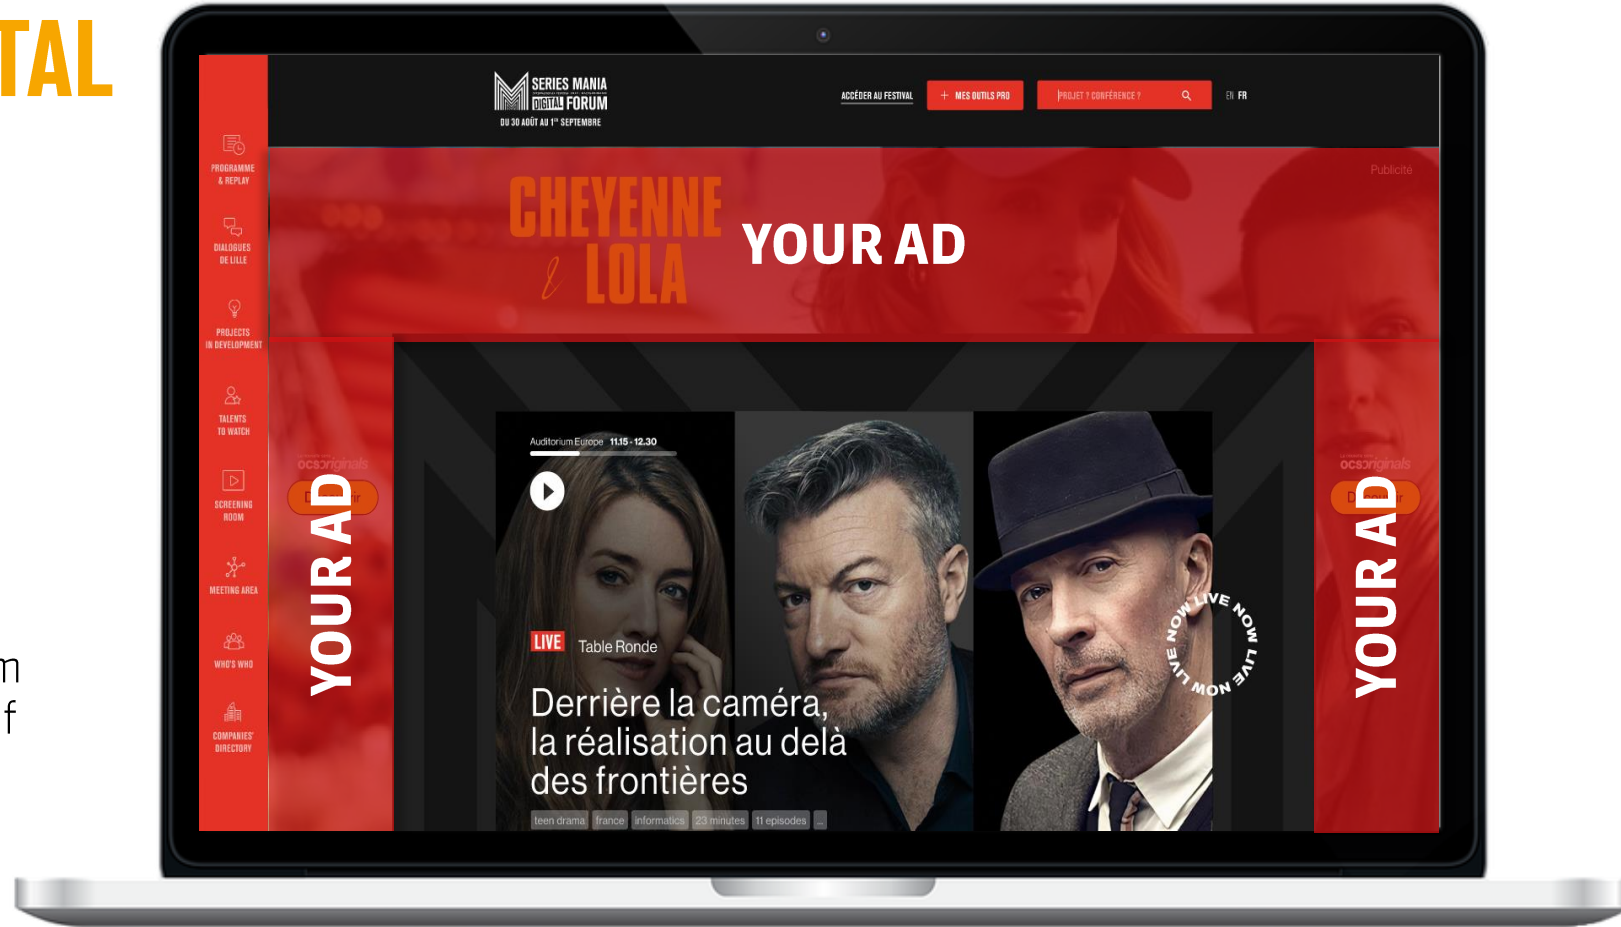 TAL
SERIES MANIA
DIGITAL FORUM
DU 30 AOÛT AU 1ER SEPTEMBRE
ACCÉDER AU FESTIVAL
+ MES OUTILS PRO
PROJET ? CONFÉRENCE ?
EN FR
PROGRAMME
& REPLAY
DIALOGUES
DE LILLE
PROJECTS
IN DEVELOPMENT
TALENTS
TO WATCH
SCREENING
ROOM
MEETING AREA
WHO'S WHO
COMPANIES'
DIRECTORY
Publicité
CHEYENNE
& LOLA
YOUR AD
ocsoriginals
YOUR AD
Auditorium Europe 11.15 - 12.30
LIVE Table Ronde
Derrière la caméra,
la réalisation au delà
des frontières
teen drama france informatics 23 minutes 11 episodes ...
LIVE NOW LIVE NOW LIVE NOW LIVE NOW
ocsoriginals
YOUR AD
m
f